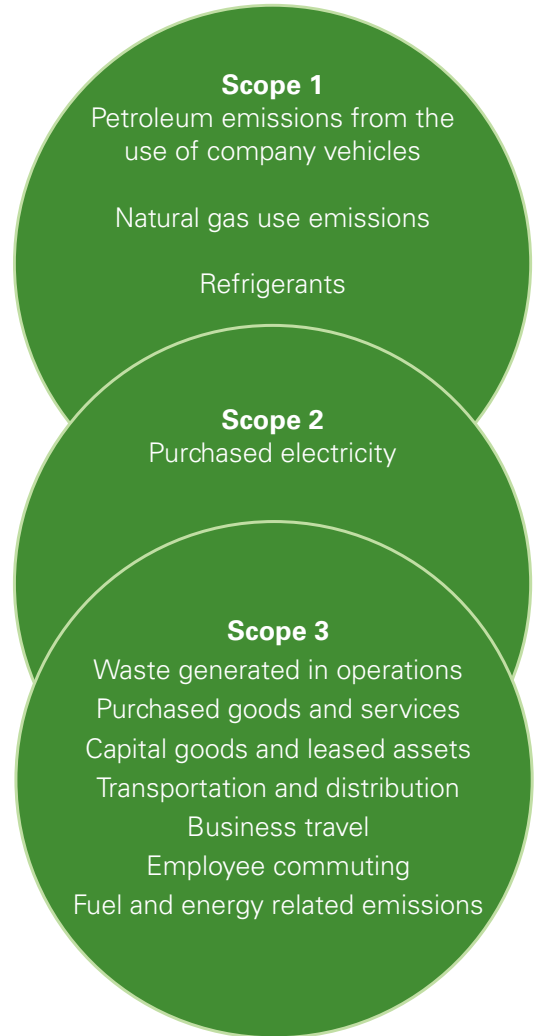 Scope 1
Petroleum emissions from the
use of company vehicles
Natural gas use emissions
Refrigerants
Scope 2
Purchased electricity
Scope 3
Waste generated in operations
Purchased goods and services
Capital goods and leased assets
Transportation and distribution
Business travel
Employee commuting
Fuel and energy related emissions